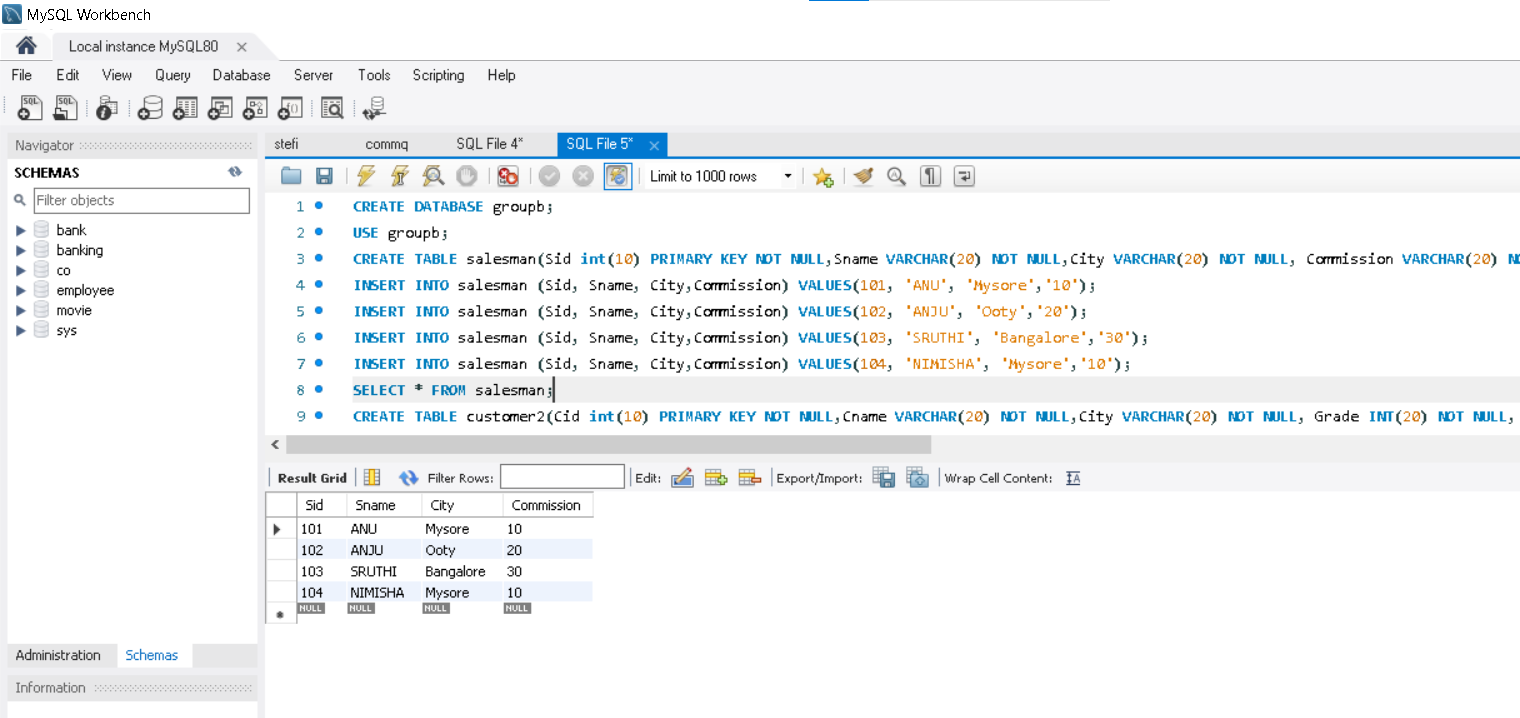 MySQL Workbench
Local instance MySQL80
File Edit View Query Database Server Tools Scripting Help
Navigator
SCHEMAS
Filter objects
bank
banking
co
employee
movie
sys
Administration Schemas
Information
stefi commq SQL File 4* SQL File 5*
Limit to 1000 rows
1 CREATE DATABASE groupb;
2 USE groupb;
3 CREATE TABLE salesman(Sid int(10) PRIMARY KEY NOT NULL,Sname VARCHAR(20) NOT NULL,City VARCHAR(20) NOT NULL, Commission VARCHAR(20) NO
4 INSERT INTO salesman (Sid, Sname, City,Commission) VALUES(101, 'ANU', 'Mysore','10');
5 INSERT INTO salesman (Sid, Sname, City,Commission) VALUES(102, 'ANJU', 'Ooty','20');
6 INSERT INTO salesman (Sid, Sname, City,Commission) VALUES(103, 'SRUTHI', 'Bangalore','30');
7 INSERT INTO salesman (Sid, Sname, City,Commission) VALUES(104, 'NIMISHA', 'Mysore','10');
8 SELECT * FROM salesman;
9 CREATE TABLE customer2(Cid int(10) PRIMARY KEY NOT NULL,Cname VARCHAR(20) NOT NULL,City VARCHAR(20) NOT NULL, Grade INT(20) NOT NULL,
Result Grid Filter Rows: Edit: Export/Import: Wrap Cell Content:
Sid Sname City Commission
101 ANU Mysore 10
102 ANJU Ooty 20
103 SRUTHI Bangalore 30
104 NIMISHA Mysore 10
NULL NULL NULL NULL